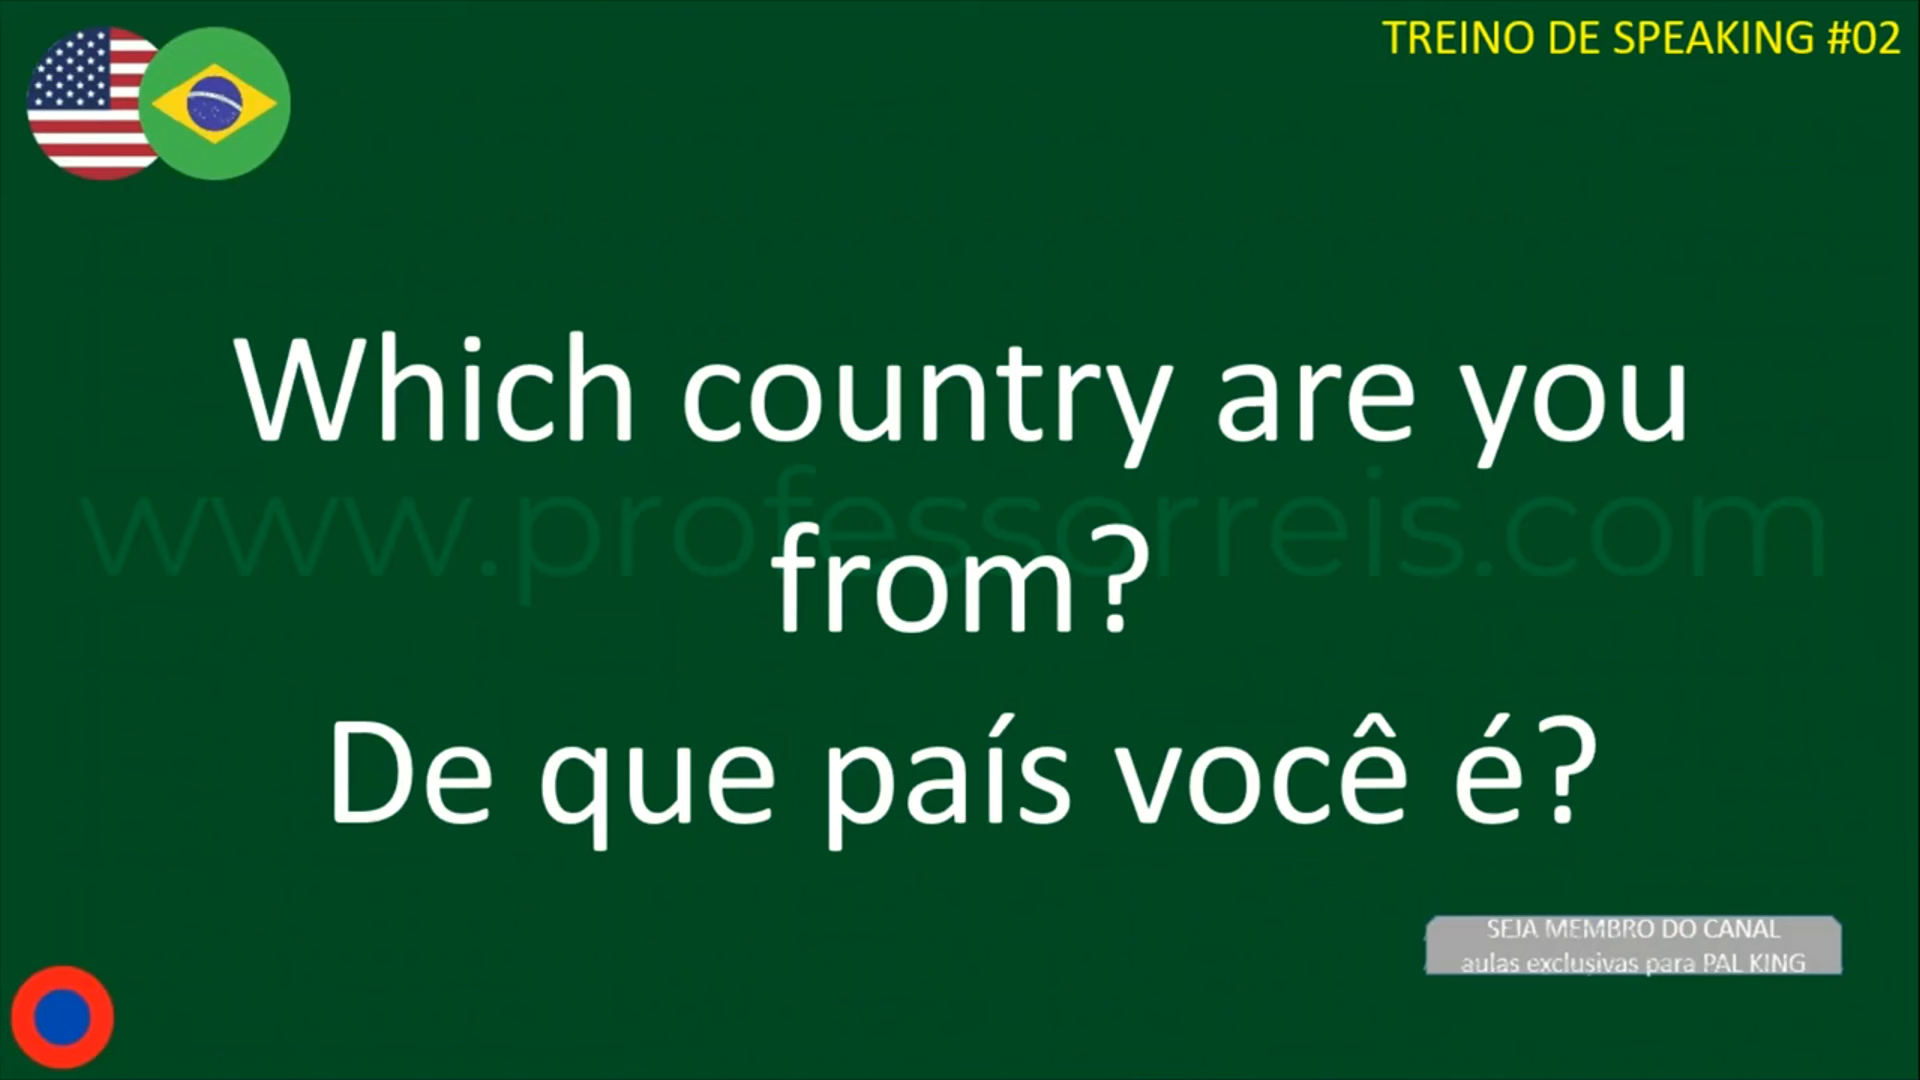 TREINO DE SPEAKING #02
Which country are you
www.professorreis.com
from?
De que país você é?
SEJA MEMBRO DO CANAL
aulas exclusivas para PAL KING